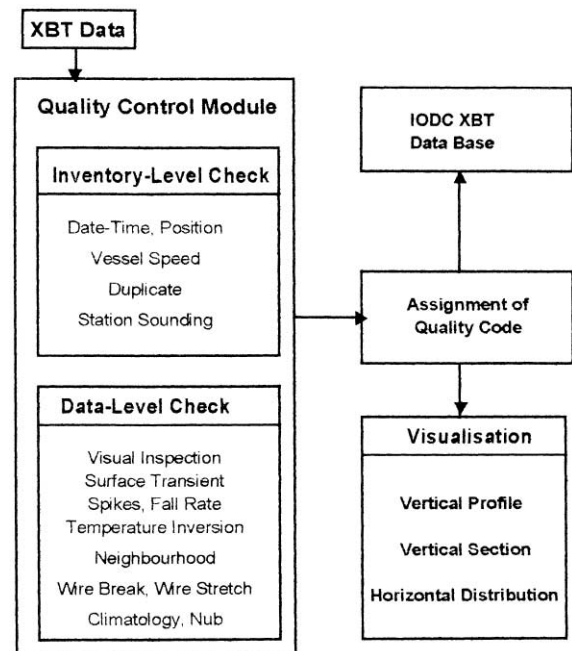 XBT Data
Quality Control Module
Inventory-Level Check
Date-Time, Position
Vessel Speed
Duplicate
Station Sounding
Data-Level Check
Visual Inspection
Surface Transient
Spikes, Fall Rate
Temperature Inversion
Neighbourhood
Wire Break, Wire Stretch
Climatology, Nub
IODC XBT
Data Base
Assignment of
Quality Code
Visualisation
Vertical Profile
Vertical Section
Horizontal Distribution